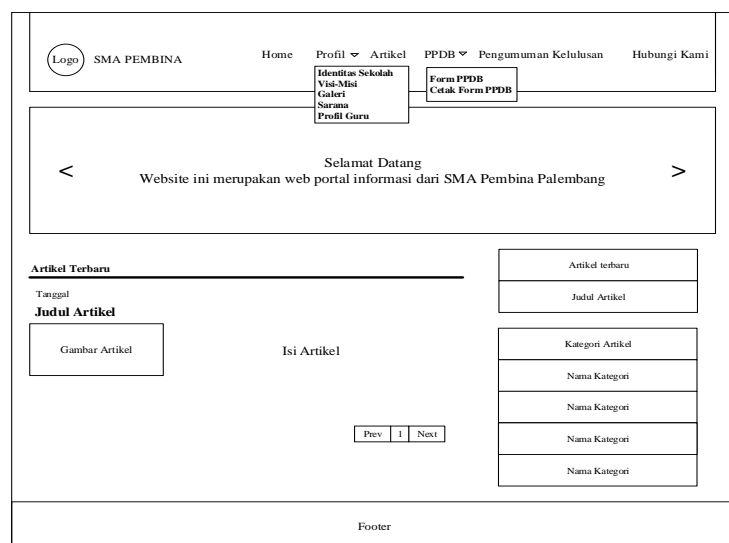 Logo
SMA PEMBINA
Home
Profil
Artikel
PPDB
Pengumuman Kelulusan
Hubungi Kami
Identitas Sekolah
Visi-Misi
Galeri
Sarana
Profil Guru
Form PPDB
Cetak Form PPDB
<
Selamat Datang
Website ini merupakan web portal informasi dari SMA Pembina Palembang
>
Artikel Terbaru
Tanggal
Judul Artikel
Gambar Artikel
Isi Artikel
Prev 1 Next
Artikel terbaru
Judul Artikel
Kategori Artikel
Nama Kategori
Nama Kategori
Nama Kategori
Nama Kategori
Footer